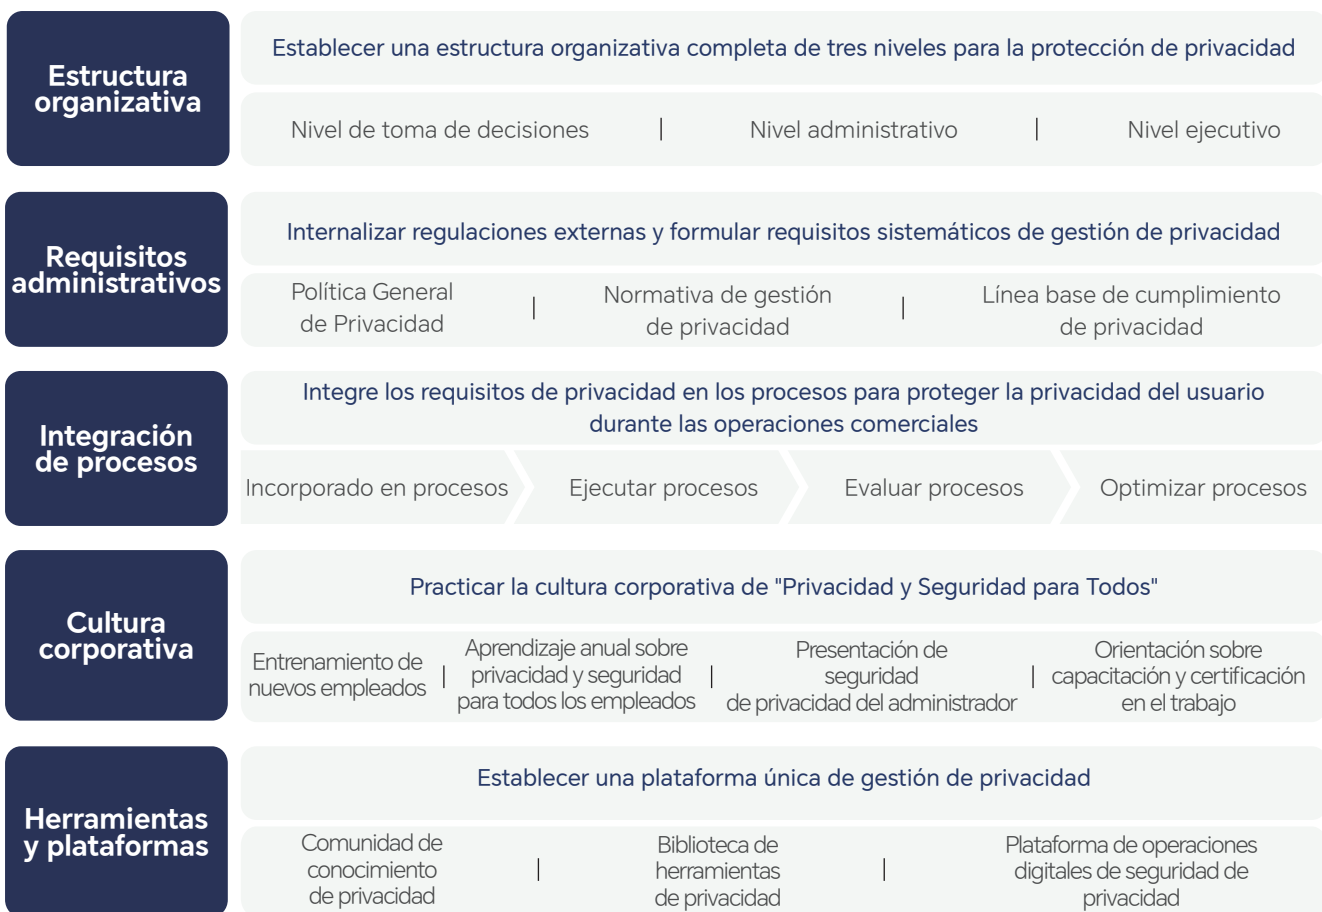 Estructura
organizativa
Establecer una estructura organizativa completa de tres niveles para la protección de privacidad
Nivel de toma de decisiones | Nivel administrativo | Nivel ejecutivo
Requisitos
administrativos
Internalizar regulaciones externas y formular requisitos sistemáticos de gestión de privacidad
Política General
de Privacidad
Normativa de gestión
de privacidad
Línea base de cumplimiento
de privacidad
Integración
de procesos
Integre los requisitos de privacidad en los procesos para proteger la privacidad del usuario
durante las operaciones comerciales
Incorporado en procesos
Ejecutar procesos
Evaluar procesos
Optimizar procesos
Cultura
corporativa
Practicar la cultura corporativa de "Privacidad y Seguridad para Todos"
Entrenamiento de
nuevos empleados
Aprendizaje anual sobre
privacidad y seguridad
para todos los empleados
Presentación de
seguridad
de privacidad del administrador
Orientación sobre
capacitación y certificación
en el trabajo
Herramientas
y plataformas
Establecer una plataforma única de gestión de privacidad
Comunidad de
conocimiento
de privacidad
Biblioteca de
herramientas
de privacidad
Plataforma de operaciones
digitales de seguridad de
privacidad